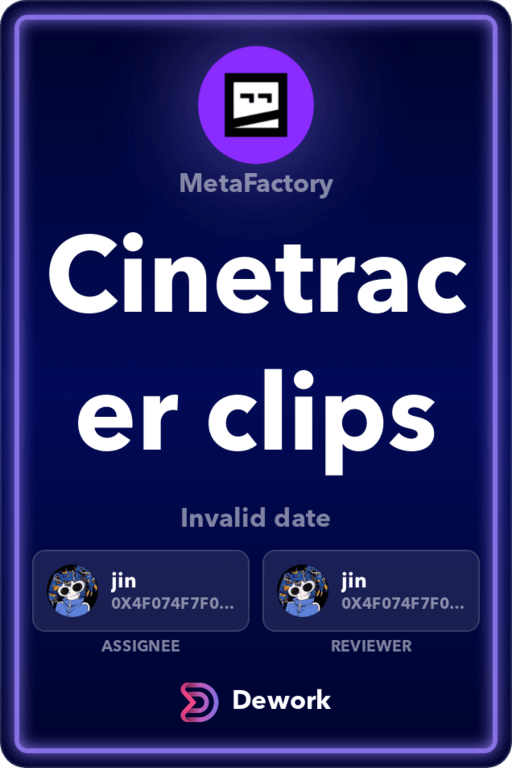 MetaFactory
Cinetrac
er clips
Invalid date
jin
0X4F074F7F0...
jin
0X4F074F7F0...
ASSIGNEE
REVIEWER
Dework